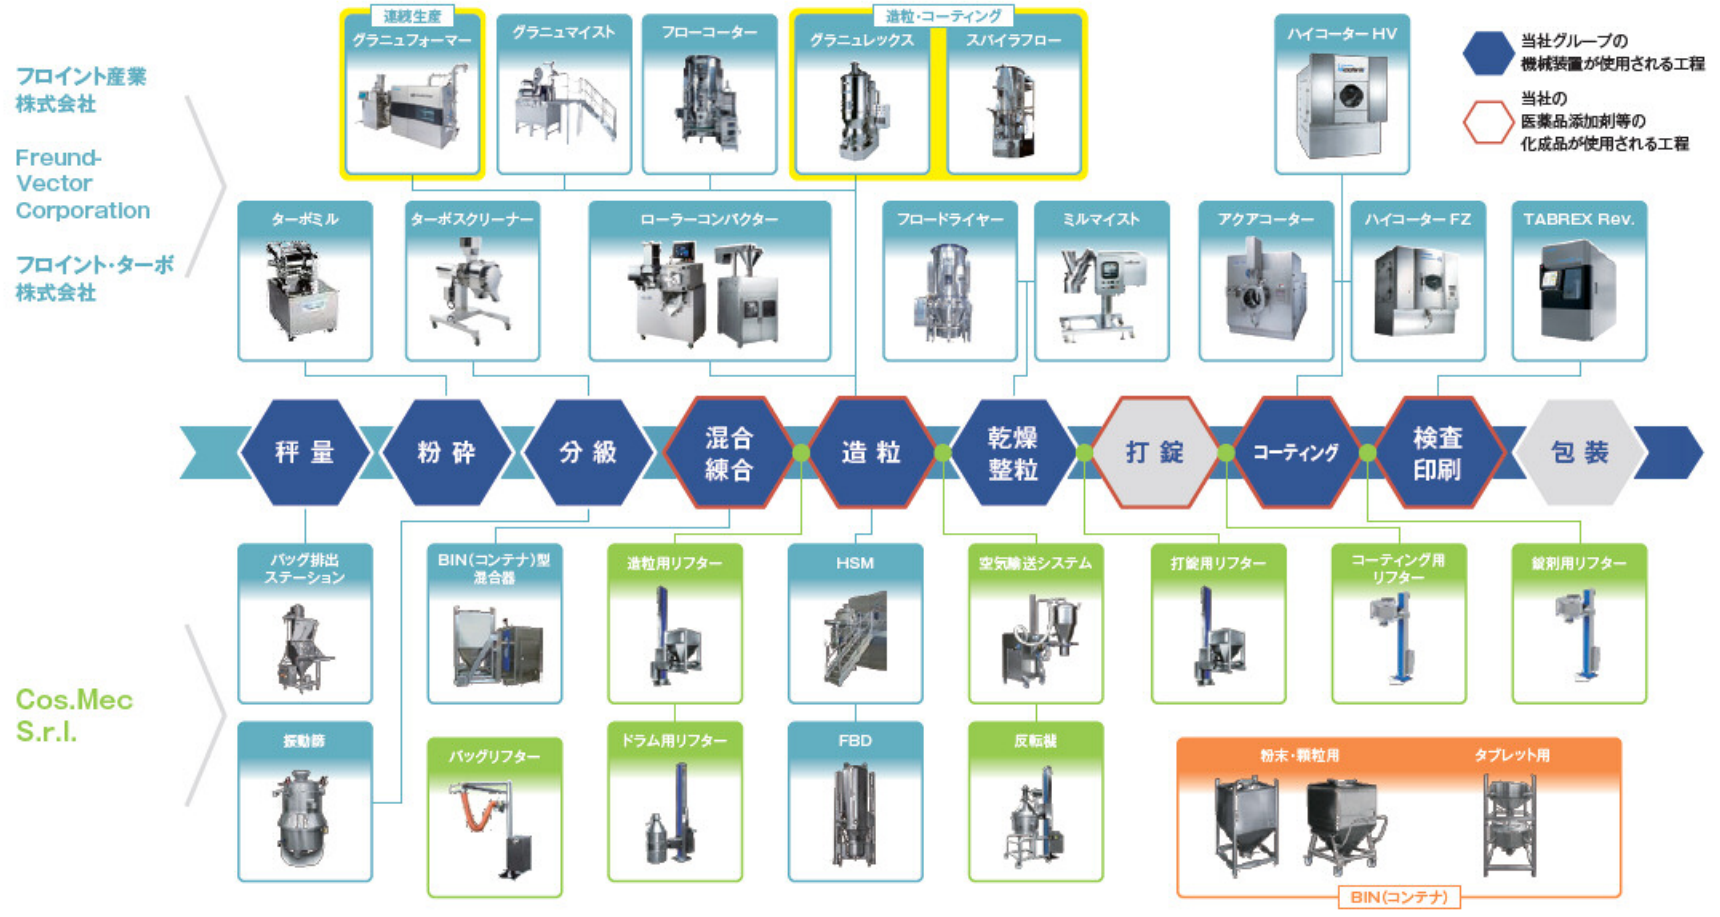 フロイント産業
株式会社
Freund-
Vector
Corporation
フロイント・ターボ
株式会社
連続生産
グラニュフォーマー
グラニュマイスト
フローコーター
造粒・コーティング
グラニュレックス
スパイラフロー
ハイコーター HV
当社グループの
機械装置が使用される工程
当社の
医薬品添加剤等の
化成品が使用される工程
ターボミル
ターボスクリーナー
ローラーコンパクター
フロードライヤー
ミルマイスト
アクアコーター
ハイコーター FZ
TABREX Rev.
秤量
粉砕
分級
混合
練合
造粒
乾燥
整粒
打錠
コーティング
検査
印刷
包装
Cos.Mec
S.r.l.
バッグ排出
ステーション
BIN(コンテナ)型
混合器
造粒用リフター
HSM
空気輸送システム
打錠用リフター
コーティング用
リフター
錠剤用リフター
振動篩
バッグリフター
ドラム用リフター
FBD
反転機
粉末・顆粒用
タブレット用
BIN(コンテナ)